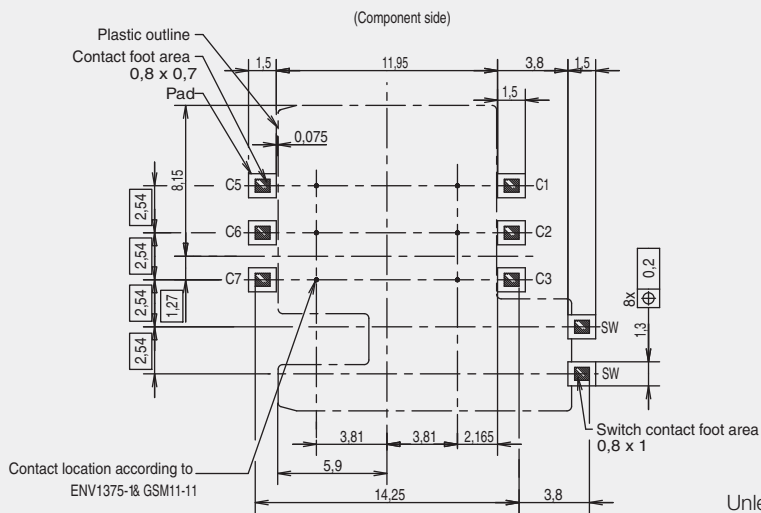 (Component side)
Plastic outline
Contact foot area
0,8 x 0,7
Pad
1,5
11,95
3,8
1,5
1,5
0,075
8,15
C5
C1
2,54
C6
C2
2,54
C7
C3
1,27
2,54
8x
0,2
SW
1,3
2,54
SW
Switch contact foot area
0,8 x 1
3,81
3,81
2,165
Contact location according to
ENV1375-1& GSM11-11
5,9
14,25
3,8
Unle